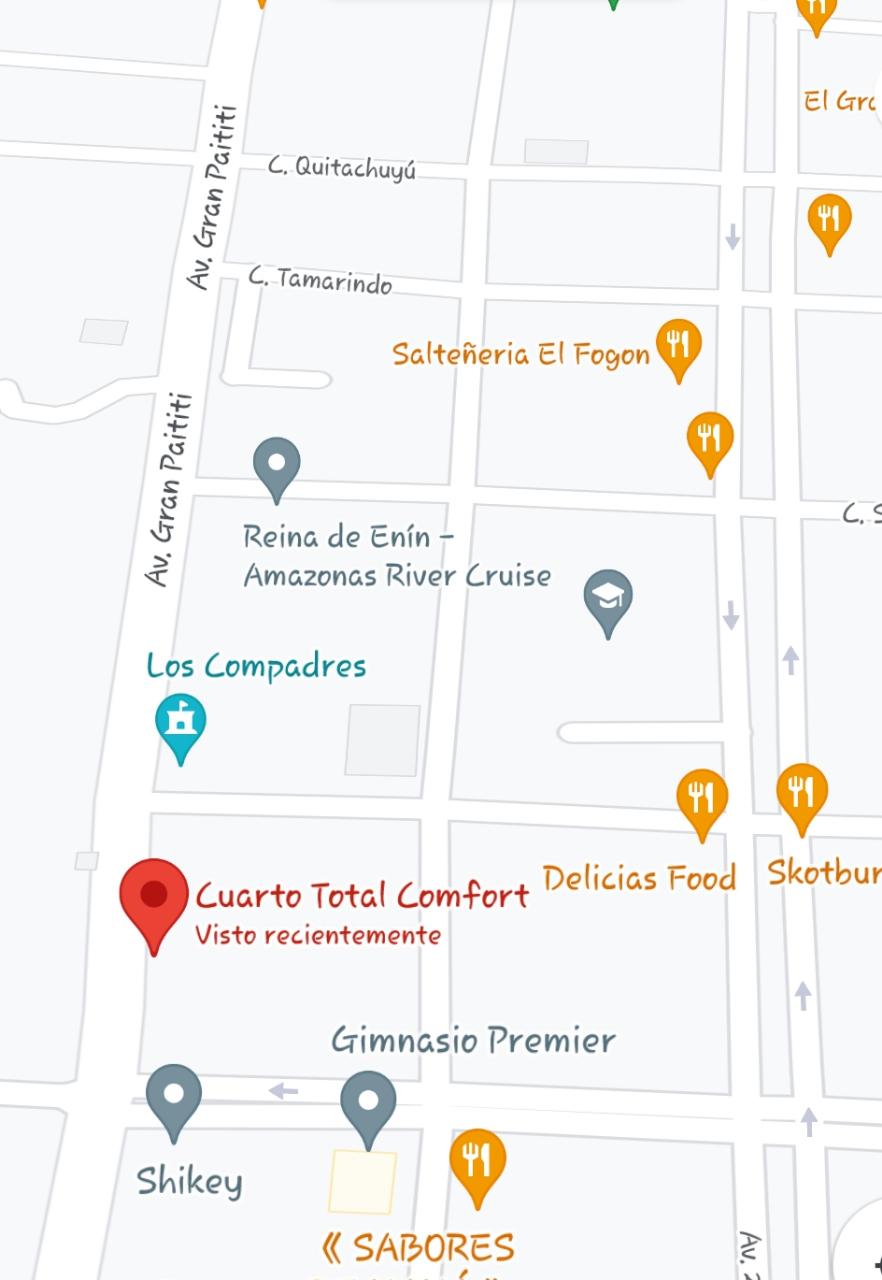 El Gra
C. Quitachuyú
Av. Gran Paititi
C. Tamarindo
Salteñeria El Fogon
Av. Gran Paititi
C. S
Reina de Enín -
Amazonas River Cruise
Los Compadres
Delicias Food
Skotbur
Cuarto Total Comfort
Visto recientemente
Gimnasio Premier
Shikey
《 SABORES
Av.